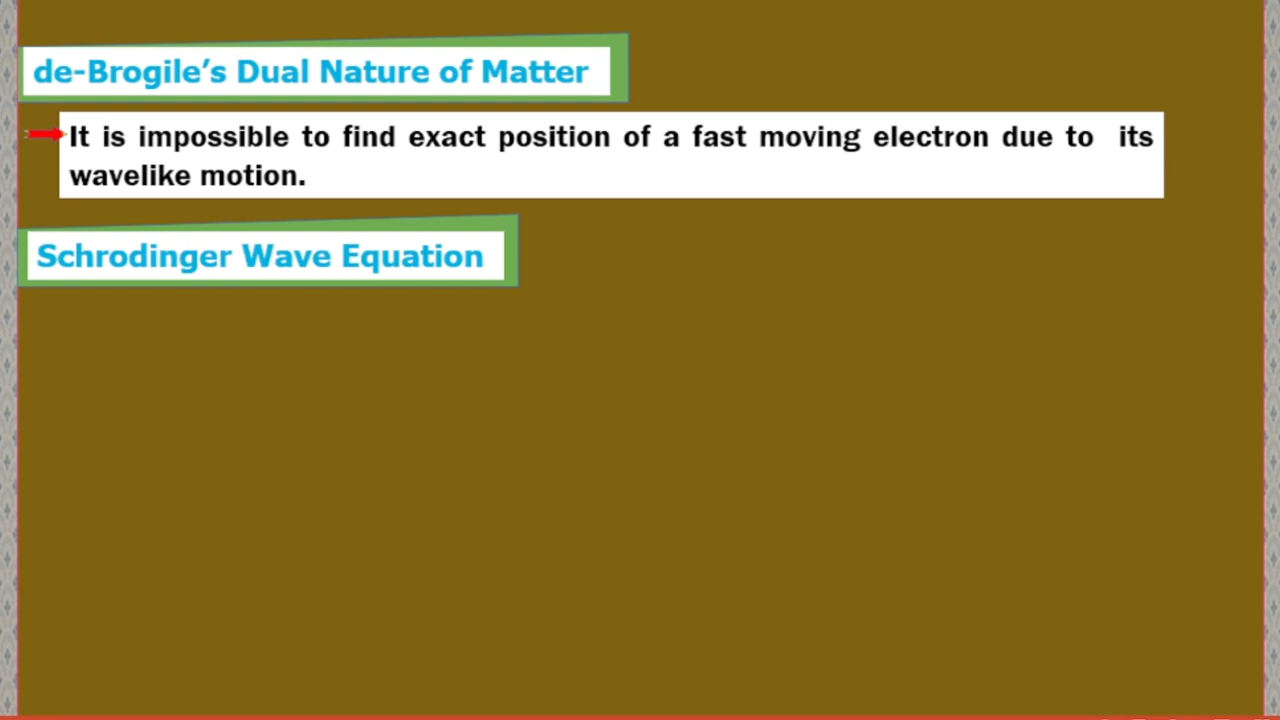 de-Brogile’s Dual Nature of Matter
It is impossible to find exact position of a fast moving electron due to its
wavelike motion.
Schrodinger Wave Equation